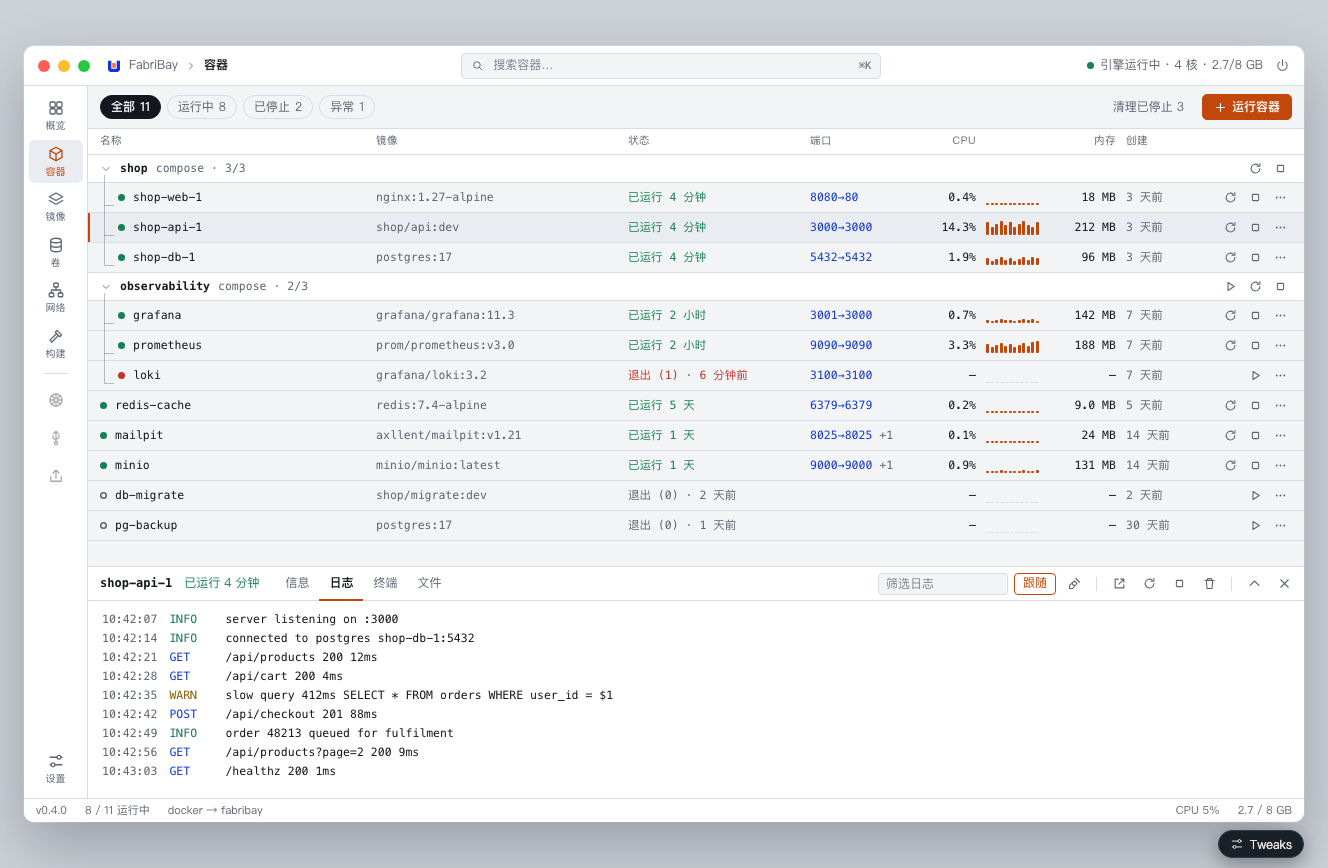 FabriBay > 容器
搜索容器…
⌘K
引擎运行中 · 4 核 · 2.7/8 GB
概览
容器
镜像
卷
网络
构建
设置
全部 11
运行中 8
已停止 2
异常 1
清理已停止 3
+ 运行容器
名称 镜像 状态 端口 CPU 内存 创建
shop compose · 3/3
shop-web-1 nginx:1.27-alpine 已运行 4 分钟 8080→80 0.4% 18 MB 3 天前
shop-api-1 shop/api:dev 已运行 4 分钟 3000→3000 14.3% 212 MB 3 天前
shop-db-1 postgres:17 已运行 4 分钟 5432→5432 1.9% 96 MB 3 天前
observability compose · 2/3
grafana grafana/grafana:11.3 已运行 2 小时 3001→3000 0.7% 142 MB 7 天前
prometheus prom/prometheus:v3.0 已运行 2 小时 9090→9090 3.3% 188 MB 7 天前
loki grafana/loki:3.2 退出 (1) · 6 分钟前 3100→3100 — — 7 天前
redis-cache redis:7.4-alpine 已运行 5 天 6379→6379 0.2% 9.0 MB 5 天前
mailpit axllent/mailpit:v1.21 已运行 1 天 8025→8025 +1 0.1% 24 MB 14 天前
minio minio/minio:latest 已运行 1 天 9000→9000 +1 0.9% 131 MB 14 天前
db-migrate shop/migrate:dev 退出 (0) · 2 天前 — — 2 天前
pg-backup postgres:17 退出 (0) · 1 天前 — — 30 天前
shop-api-1 已运行 4 分钟 信息 日志 终端 文件
筛选日志
跟随
10:42:07 INFO server listening on :3000
10:42:14 INFO connected to postgres shop-db-1:5432
10:42:21 GET /api/products 200 12ms
10:42:28 GET /api/cart 200 4ms
10:42:35 WARN slow query 412ms SELECT * FROM orders WHERE user_id = $1
10:42:42 POST /api/checkout 201 88ms
10:42:49 INFO order 48213 queued for fulfilment
10:42:56 GET /api/products?page=2 200 9ms
10:43:03 GET /healthz 200 1ms
v0.4.0 8 / 11 运行中 docker → fabribay
CPU 5% 2.7 / 8 GB
Tweaks